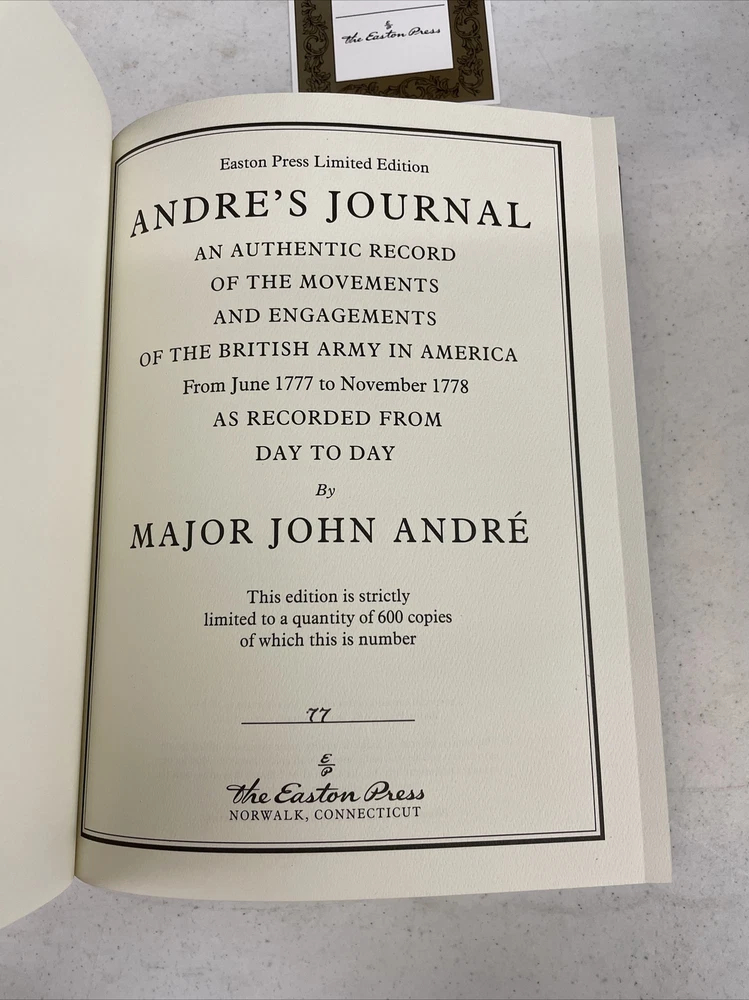 E
P
the Easton Press
Easton Press Limited Edition
ANDRE'S JOURNAL
AN AUTHENTIC RECORD
OF THE MOVEMENTS
AND ENGAGEMENTS
OF THE BRITISH ARMY IN AMERICA
From June 1777 to November 1778
AS RECORDED FROM
DAY TO DAY
By
MAJOR JOHN ANDRÉ
This edition is strictly
limited to a quantity of 600 copies
of which this is number
77
E
P
the Easton Press
NORWALK, CONNECTICUT